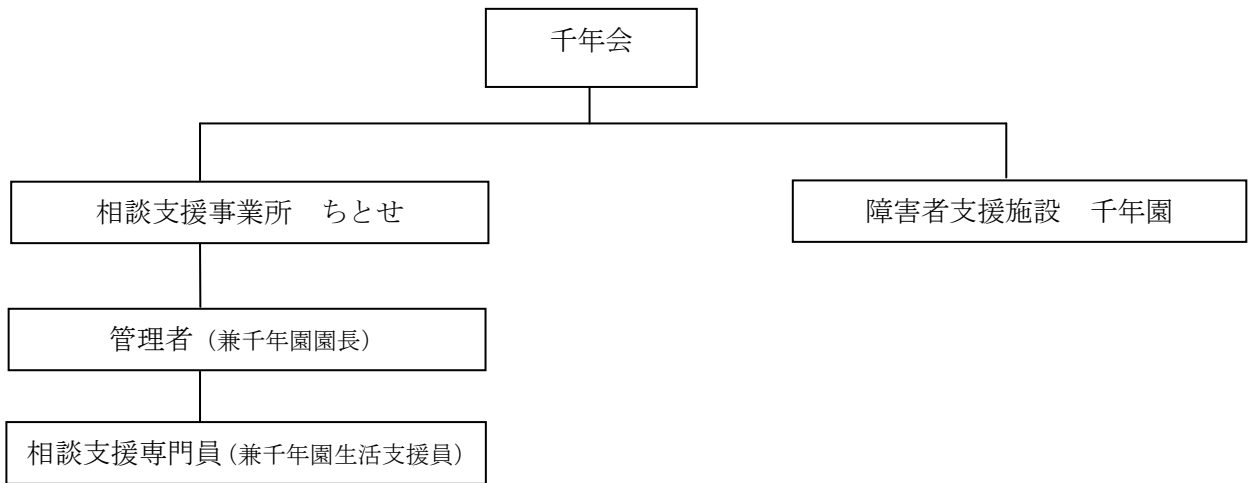 千年会
相談支援事業所　ちとせ
障害者支援施設　千年園
管理者（兼千年園園長）
相談支援専門員（兼千年園生活支援員）